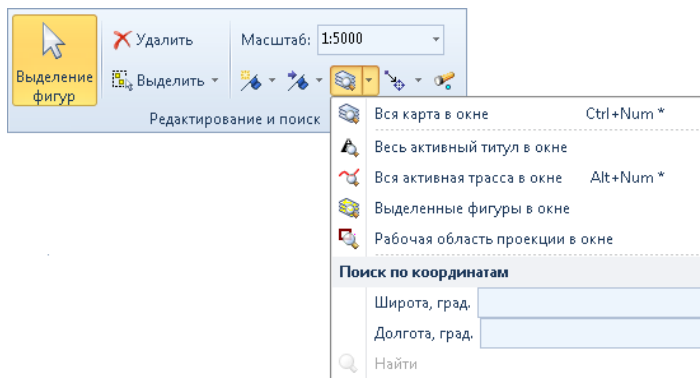 Удалить
Масштаб: 1:5000
Выделение фигур
Выделить
Редактирование и поиск
Вся карта в окне Ctrl+Num *
Весь активный титул в окне
Вся активная трасса в окне Alt+Num *
Выделенные фигуры в окне
Рабочая область проекции в окне
Поиск по координатам
Широта, град.
Долгота, град.
Найти